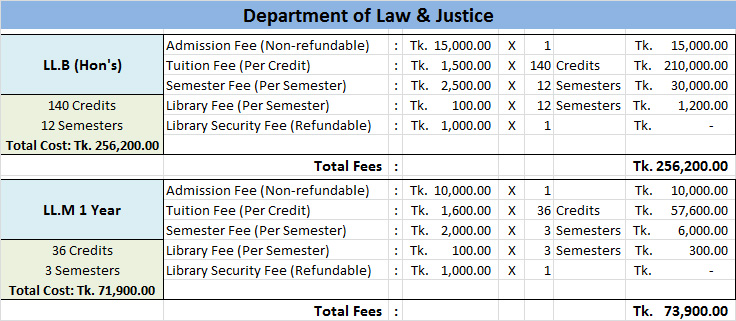 Department of Law & Justice
LL.B (Hon's)
Admission Fee (Non-refundable) : Tk. 15,000.00 X 1 Tk. 15,000.00
Tuition Fee (Per Credit) : Tk. 1,500.00 X 140 Credits Tk. 210,000.00
Semester Fee (Per Semester) : Tk. 2,500.00 X 12 Semesters Tk. 30,000.00
140 Credits Library Fee (Per Semester) : Tk. 100.00 X 12 Semesters Tk. 1,200.00
12 Semesters Library Security Fee (Refundable) : Tk. 1,000.00 X 1 Tk. -
Total Cost: Tk. 256,200.00
Total Fees : Tk. 256,200.00
LL.M 1 Year
Admission Fee (Non-refundable) : Tk. 10,000.00 X 1 Tk. 10,000.00
Tuition Fee (Per Credit) : Tk. 1,600.00 X 36 Credits Tk. 57,600.00
Semester Fee (Per Semester) : Tk. 2,000.00 X 3 Semesters Tk. 6,000.00
36 Credits Library Fee (Per Semester) : Tk. 100.00 X 3 Semesters Tk. 300.00
3 Semesters Library Security Fee (Refundable) : Tk. 1,000.00 X 1 Tk. -
Total Cost: Tk. 71,900.00
Total Fees : Tk. 73,900.00